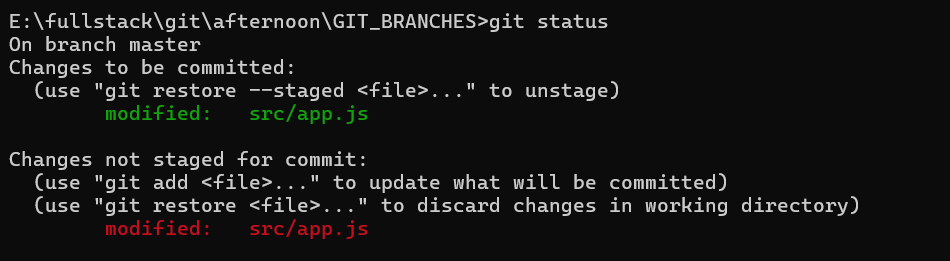 E:\fullstack\git\afternoon\GIT_BRANCHES>git status
On branch master
Changes to be committed:
  (use "git restore --staged <file>..." to unstage)
        modified:   src/app.js

Changes not staged for commit:
  (use "git add <file>..." to update what will be committed)
  (use "git restore <file>..." to discard changes in working directory)
        modified:   src/app.js